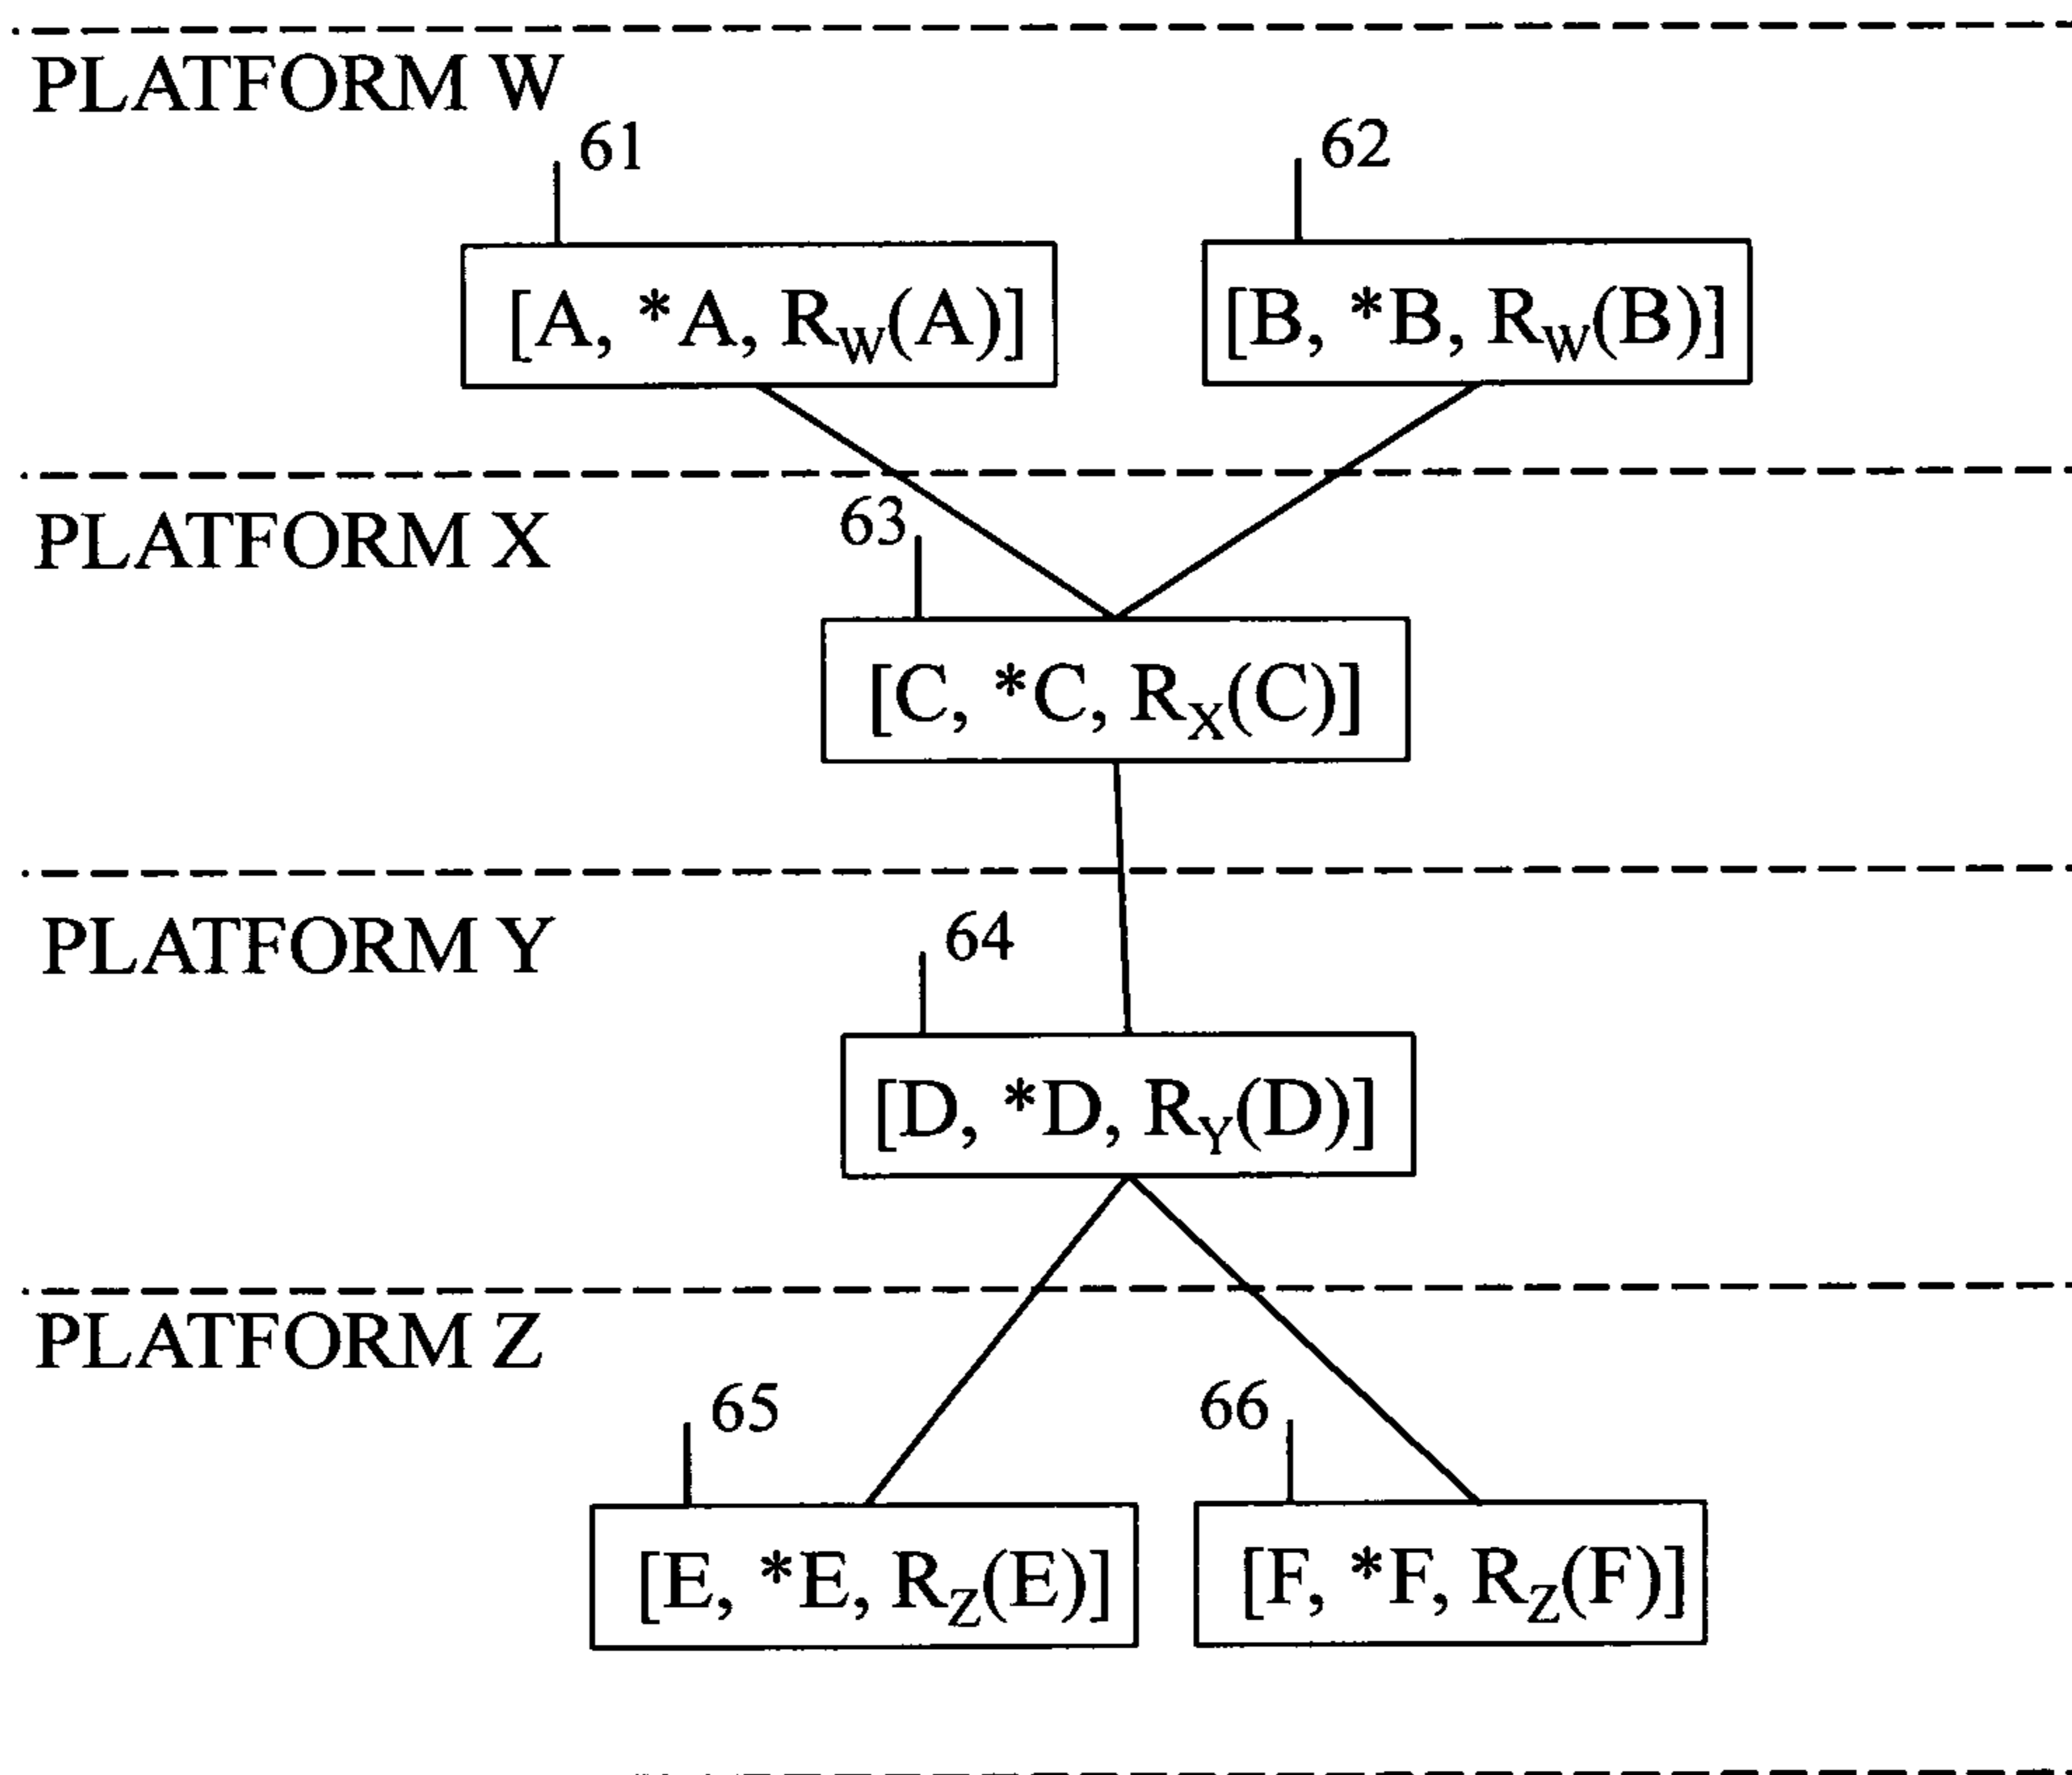 PLATFORM W
61
62
[A, *A, R_W(A)]
[B, *B, R_W(B)]
PLATFORM X
63
[C, *C, R_X(C)]
PLATFORM Y
64
[D, *D, R_Y(D)]
PLATFORM Z
65
66
[E, *E, R_Z(E)]
[F, *F, R_Z(F)]